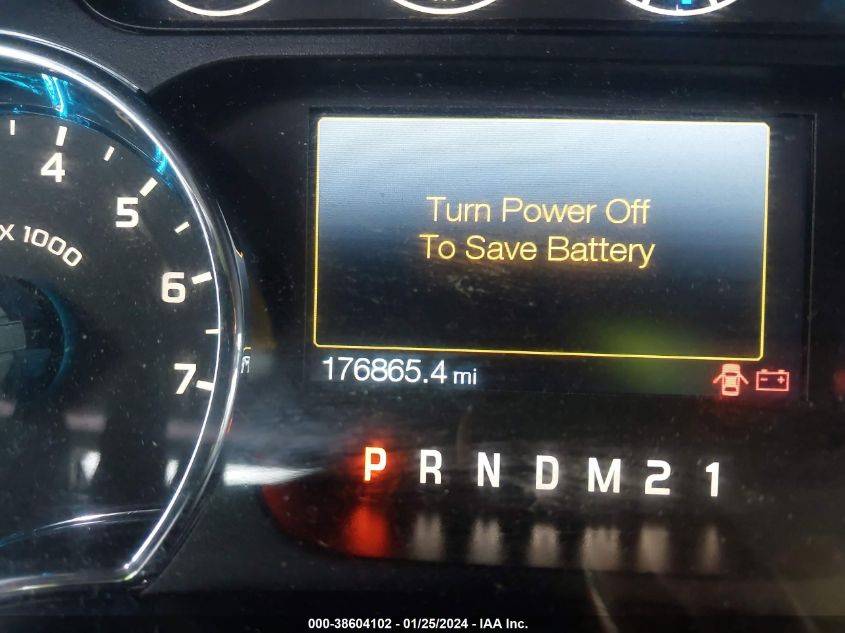 4
5
X 1000
6
7
Turn Power Off
To Save Battery
176865.4 mi
P R N D M 2 1
000-38604102 - 01/25/2024 - IAA Inc.